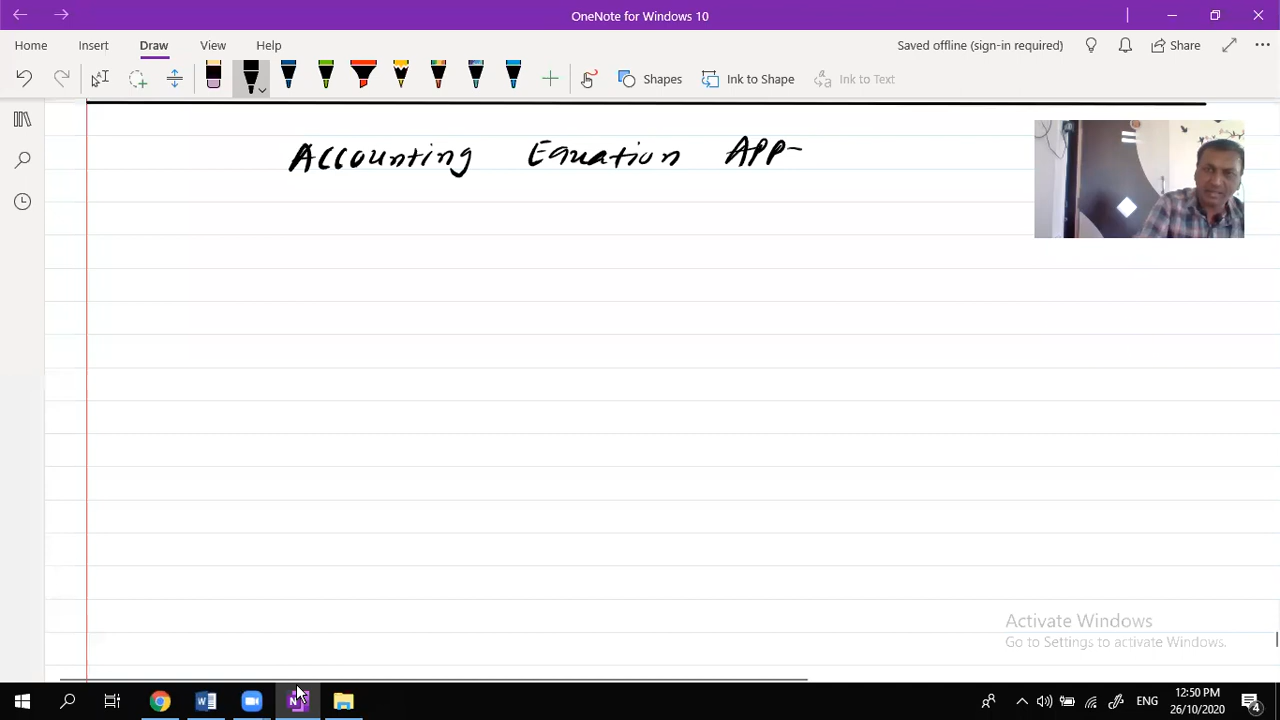 OneNote for Windows 10
Home Insert Draw View Help Saved offline (sign-in required) Share
Shapes Ink to Shape Ink to Text
Accounting Equation APP-
Activate Windows
Go to Settings to activate Windows.
ENG 12:50 PM
26/10/2020 4